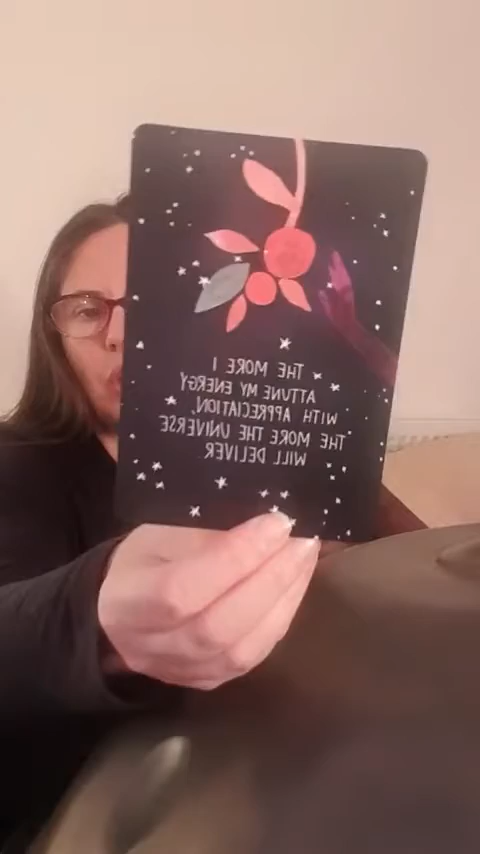 THE MORE I
ATTUNE MY ENERGY
WITH APPRECIATION,
THE MORE THE UNIVERSE
WILL DELIVER